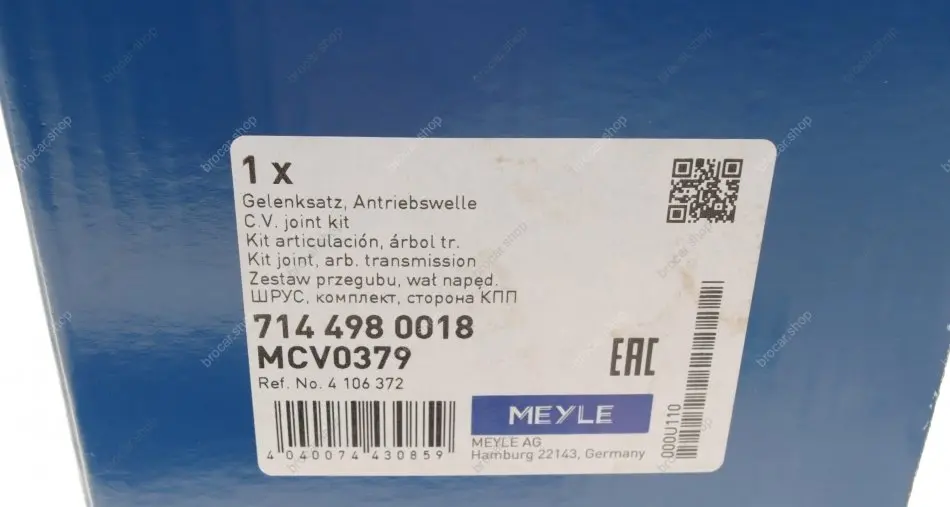 1 x
Gelenksatz, Antriebswelle
C.V. joint kit
Kit articulación, árbol tr.
Kit joint, arb. transmission
Zestaw przegubu, wał napęd.
ШРУС, комплект, сторона КПП
714 498 0018
MCV0379
Ref. No. 4 106 372
4 040074 430859
MEYLE
MEYLE AG
Hamburg 22143, Germany
EAC
000U110
brocar.shop